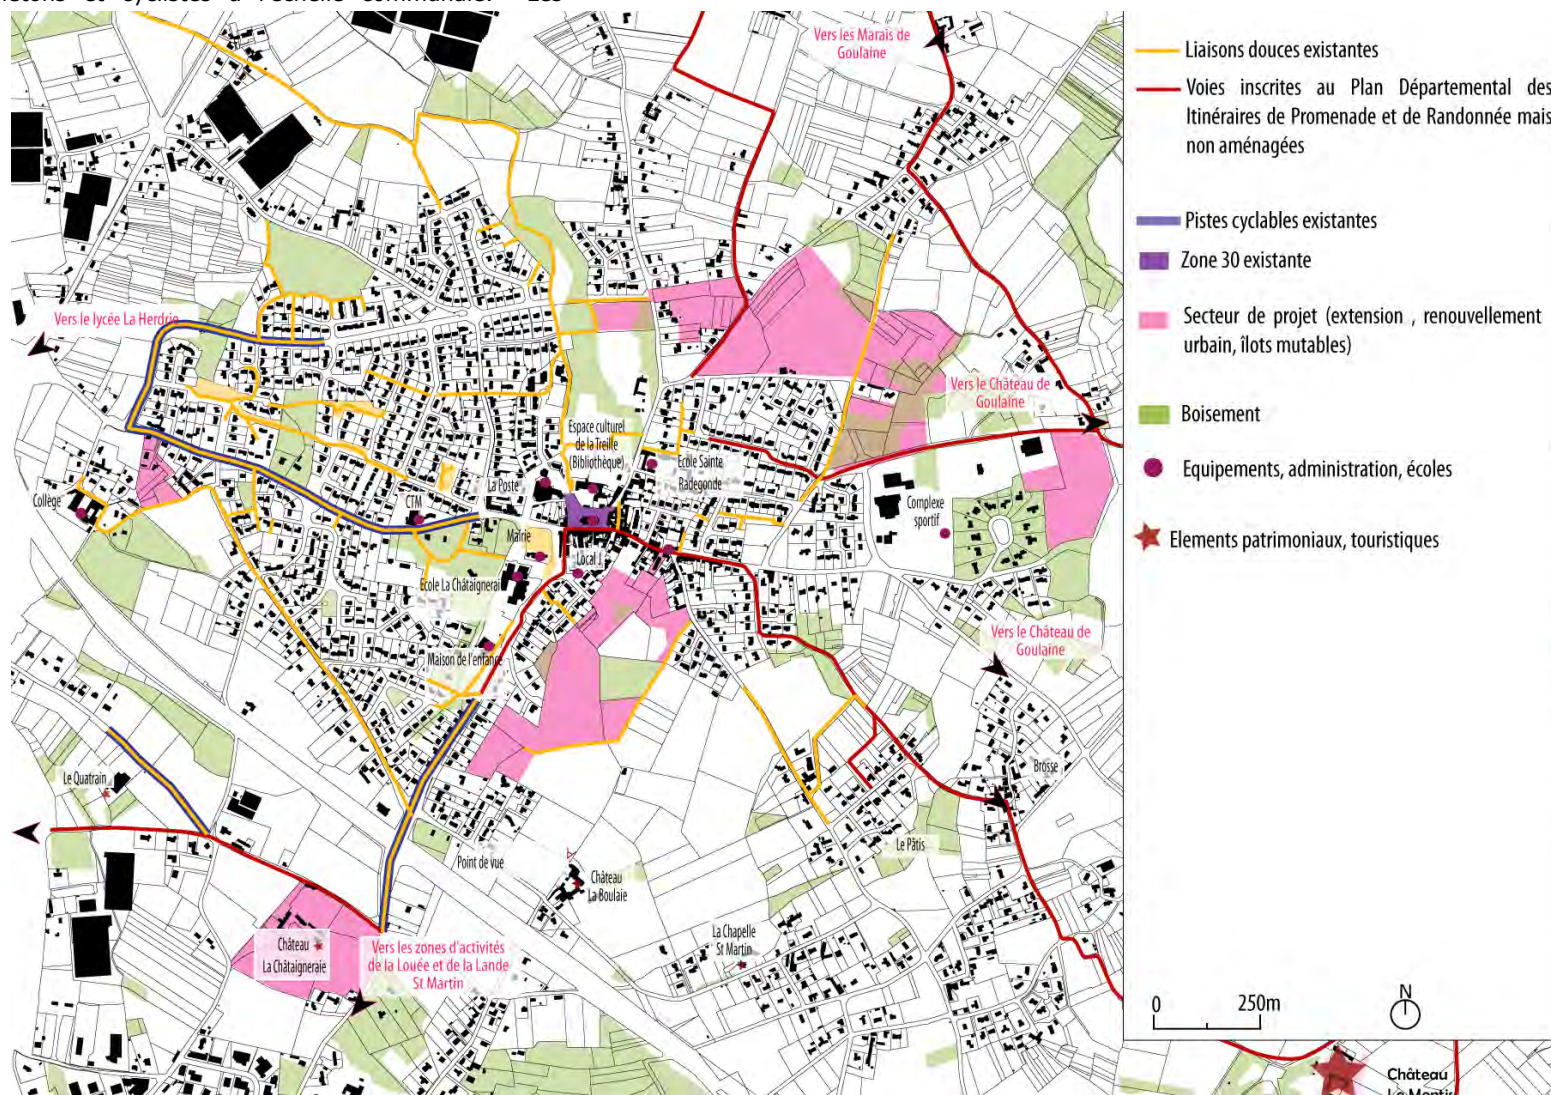 Vers les Marais de
Goulaine
Vers le lycée La Herdrie
Vers le Château de
Goulaine
Espace culturel
de la Treille
(Bibliothèque)
Ecole Sainte
Radegonde
La Poste
CTM
Collège
Complexe
sportif
Mairie
Local J
Ecole La Châtaigneraie
Maison de l'enfance
Vers le Château de
Goulaine
Le Quatrain
Brosse
Le Pâtis
Point de vue
Château
La Boulaie
La Chapelle
St Martin
Château
La Châtaigneraie
Vers les zones d'activités
de la Louée et de la Lande
St Martin
Liaisons douces existantes
Voies inscrites au Plan Départemental des
Itinéraires de Promenade et de Randonnée mais
non aménagées
Pistes cyclables existantes
Zone 30 existante
Secteur de projet (extension , renouvellement
urbain, îlots mutables)
Boisement
Equipements, administration, écoles
Elements patrimoniaux, touristiques
0 250m
N
Château